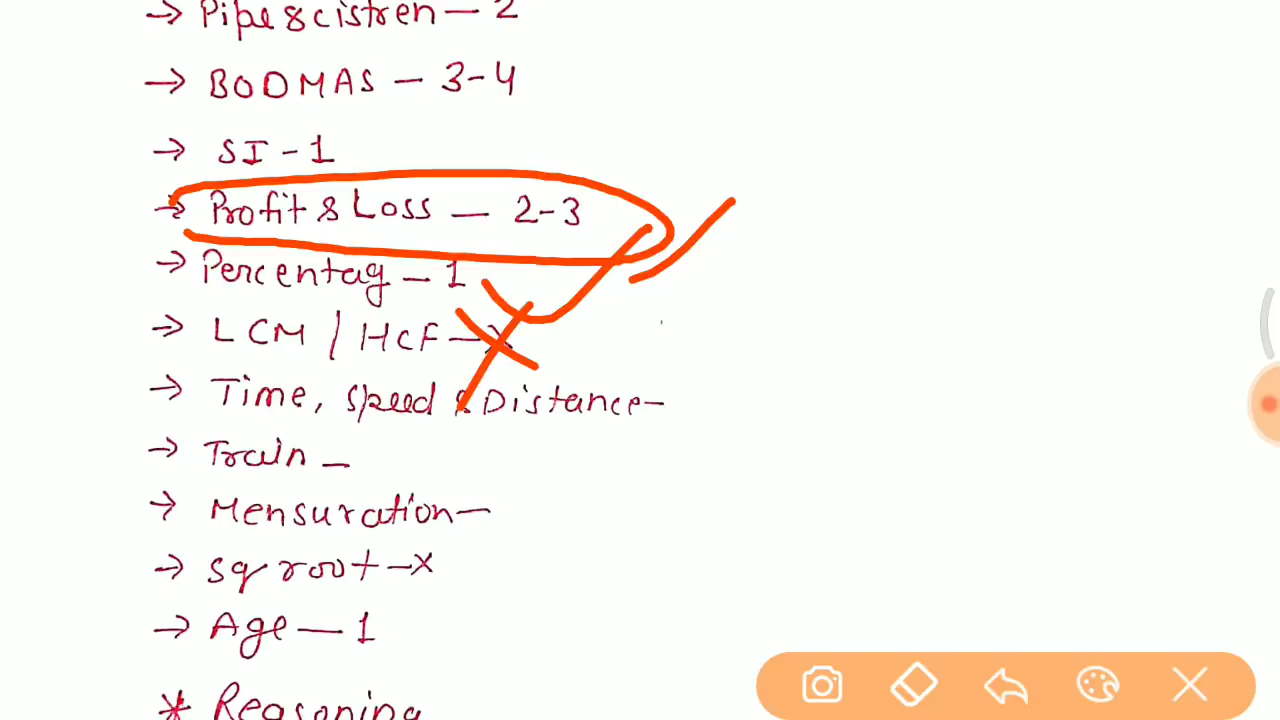 → Pipe & cistren — 2
→ BODMAS — 3-4
→ SI - 1
→ Profit & Loss — 2-3
→ Percentag — 1
→ LCM / HCF — x
→ Time, Speed & Distance —
→ Train —
→ Mensuration —
→ sq root — x
→ Age — 1
* Reasoning